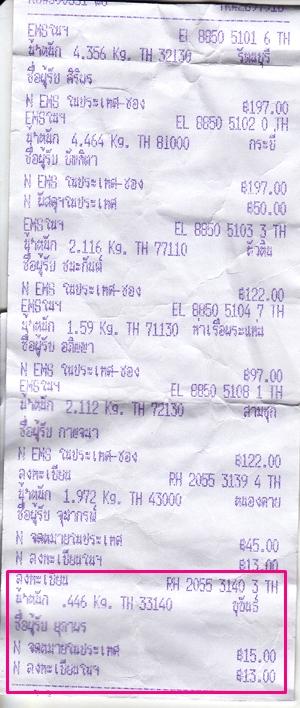 EMSในฯ EL 8850 5101 6 TH
น้ำหนัก 4.356 Kg. TH 32130 รัตนบุรี
ชื่อผู้รับ ศิริพร
N EMS ในประเทศ-ซอง ฿197.00
EMSในฯ EL 8850 5102 0 TH
น้ำหนัก 4.464 Kg. TH 81000 กระบี่
ชื่อผู้รับ
N EMS ในประเทศ-ซอง ฿197.00
N พัสดุฯในประเทศ ฿50.00
EMSในฯ EL 8850 5103 3 TH
น้ำหนัก 2.116 Kg. TH 77110 หัวหิน
ชื่อผู้รับ ชนะกันต์
N EMS ในประเทศ-ซอง ฿122.00
EMSในฯ EL 8850 5104 7 TH
น้ำหนัก 1.59 Kg. TH 71130 ท่าเรือพระแทน
ชื่อผู้รับ อภิญญา
N EMS ในประเทศ-ซอง ฿97.00
EMSในฯ EL 8850 5108 1 TH
น้ำหนัก 2.112 Kg. TH 72130 สามชุก
ชื่อผู้รับ กาญจนา
N EMS ในประเทศ-ซอง ฿122.00
ลงทะเบียน RH 2055 3139 4 TH
น้ำหนัก 1.972 Kg. TH 43000 หนองคาย
ชื่อผู้รับ จุฬาภรณ์
N จดหมายในประเทศ ฿45.00
N ลงทะเบียนในฯ ฿13.00
ลงทะเบียน RH 2055 3140 3 TH
น้ำหนัก .446 Kg. TH 33140 ขุขันธ์
ชื่อผู้รับ ยุภาพร
N จดหมายในประเทศ ฿15.00
N ลงทะเบียนในฯ ฿13.00